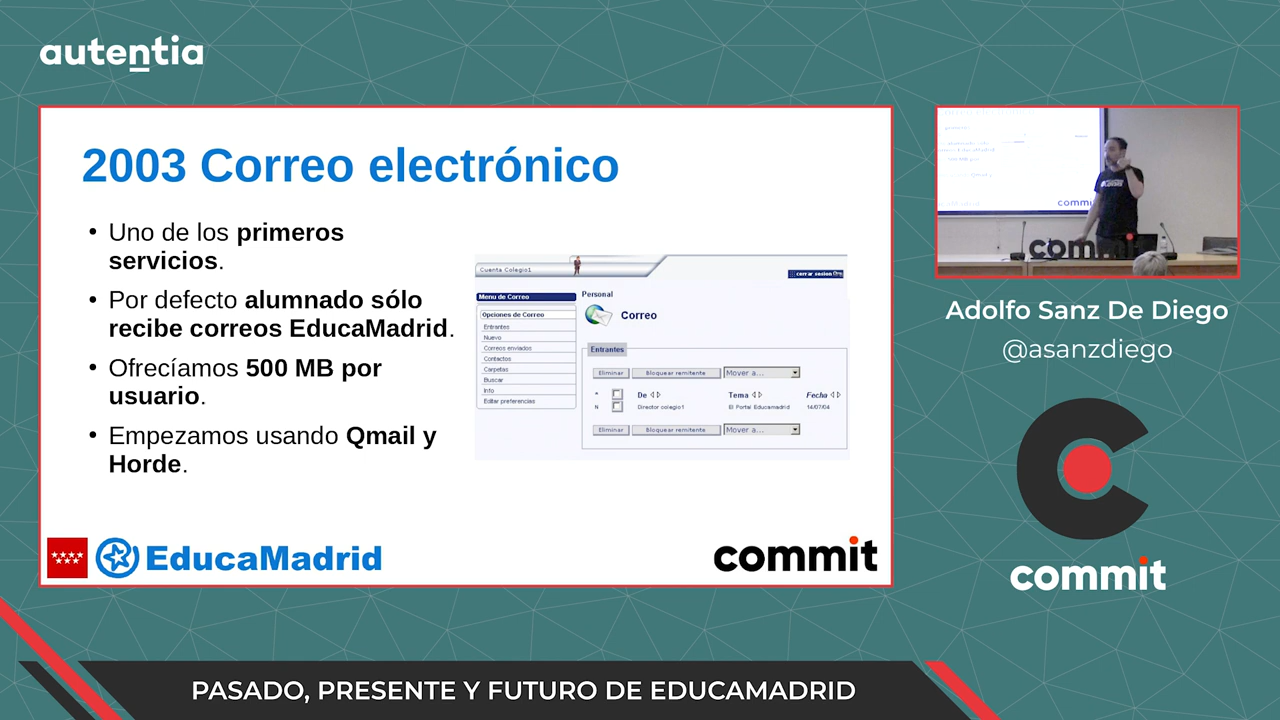 autentia
2003 Correo electrónico
• Uno de los primeros
servicios.
• Por defecto alumnado sólo
recibe correos EducaMadrid.
• Ofrecíamos 500 MB por
usuario.
• Empezamos usando Qmail y
Horde.
Cuenta Colegio1
cerrar sesion
Menu de Correo
Opciones de Correo
Entrantes
Nuevo
Correos enviados
Contactos
Carpetas
Buscar
Info
Editar preferencias
Personal
Correo
Entrantes
Eliminar Bloquear remitente Mover a...
* De Tema Fecha
N Director colegio1 El Portal Educamadrid 14/07/04
Eliminar Bloquear remitente Mover a...
EducaMadrid
commit
commit
Adolfo Sanz De Diego
@asanzdiego
commit
PASADO, PRESENTE Y FUTURO DE EDUCAMADRID